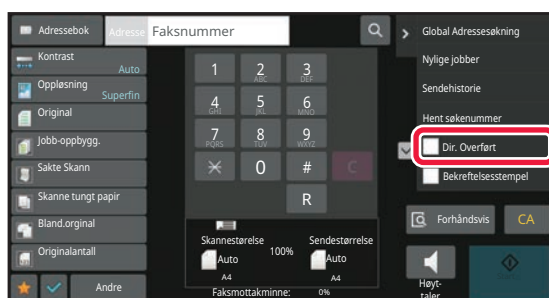 Adressebok
Adresse
Faksnummer
Kontrast
Auto
Oppløsning
Superfin
Original
Jobb-oppbygg.
Sakte Skann
Skanne tungt papir
Bland.orginal
Originalantall
Andre
1
2 ABC
3 DEF
4 GHI
5 JKL
6 MNO
7 PQRS
8 TUV
9 WXYZ
0
#
C
R
Skannestørelse
100%
Sendestørrelse
Auto
Auto
A4
A4
Faksmottakminne: 0%
Global Adressesøkning
Nylige jobber
Sendehistorie
Hent søkenummer
Dir. Overført
Bekreftelsesstempel
Forhåndsvis
CA
Høyt-
taler